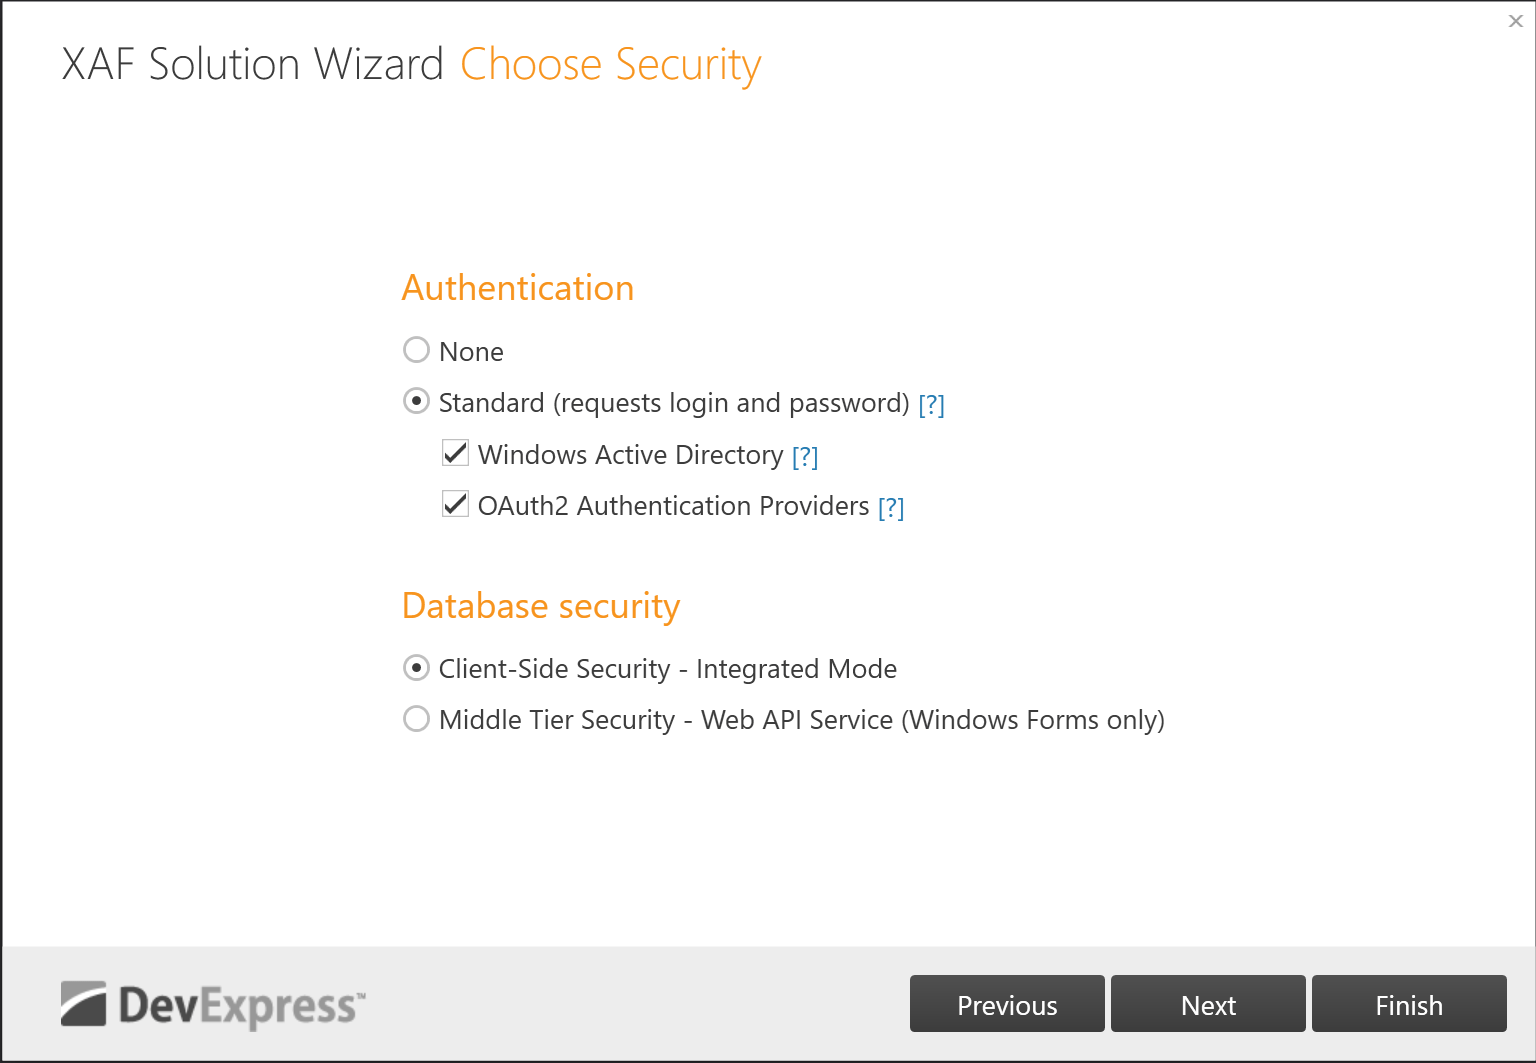 XAF Solution Wizard Choose Security
Authentication
None
Standard (requests login and password) [?]
Windows Active Directory [?]
OAuth2 Authentication Providers [?]
Database security
Client-Side Security - Integrated Mode
Middle Tier Security - Web API Service (Windows Forms only)
DevExpress™
Previous
Next
Finish